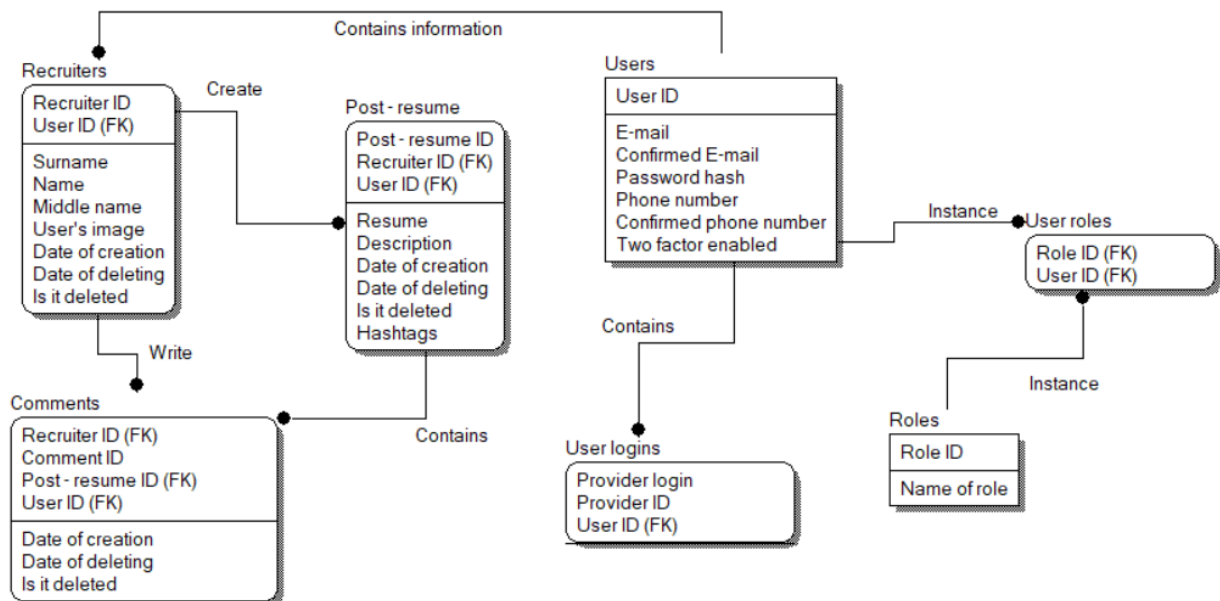 Contains information
Recruiters
Recruiter ID
User ID (FK)
Surname
Name
Middle name
User's image
Date of creation
Date of deleting
Is it deleted
Create
Post - resume
Post - resume ID
Recruiter ID (FK)
User ID (FK)
Resume
Description
Date of creation
Date of deleting
Is it deleted
Hashtags
Users
User ID
E-mail
Confirmed E-mail
Password hash
Phone number
Confirmed phone number
Two factor enabled
Instance
User roles
Role ID (FK)
User ID (FK)
Write
Contains
Comments
Recruiter ID (FK)
Comment ID
Post - resume ID (FK)
User ID (FK)
Date of creation
Date of deleting
Is it deleted
Contains
User logins
Provider login
Provider ID
User ID (FK)
Instance
Roles
Role ID
Name of role